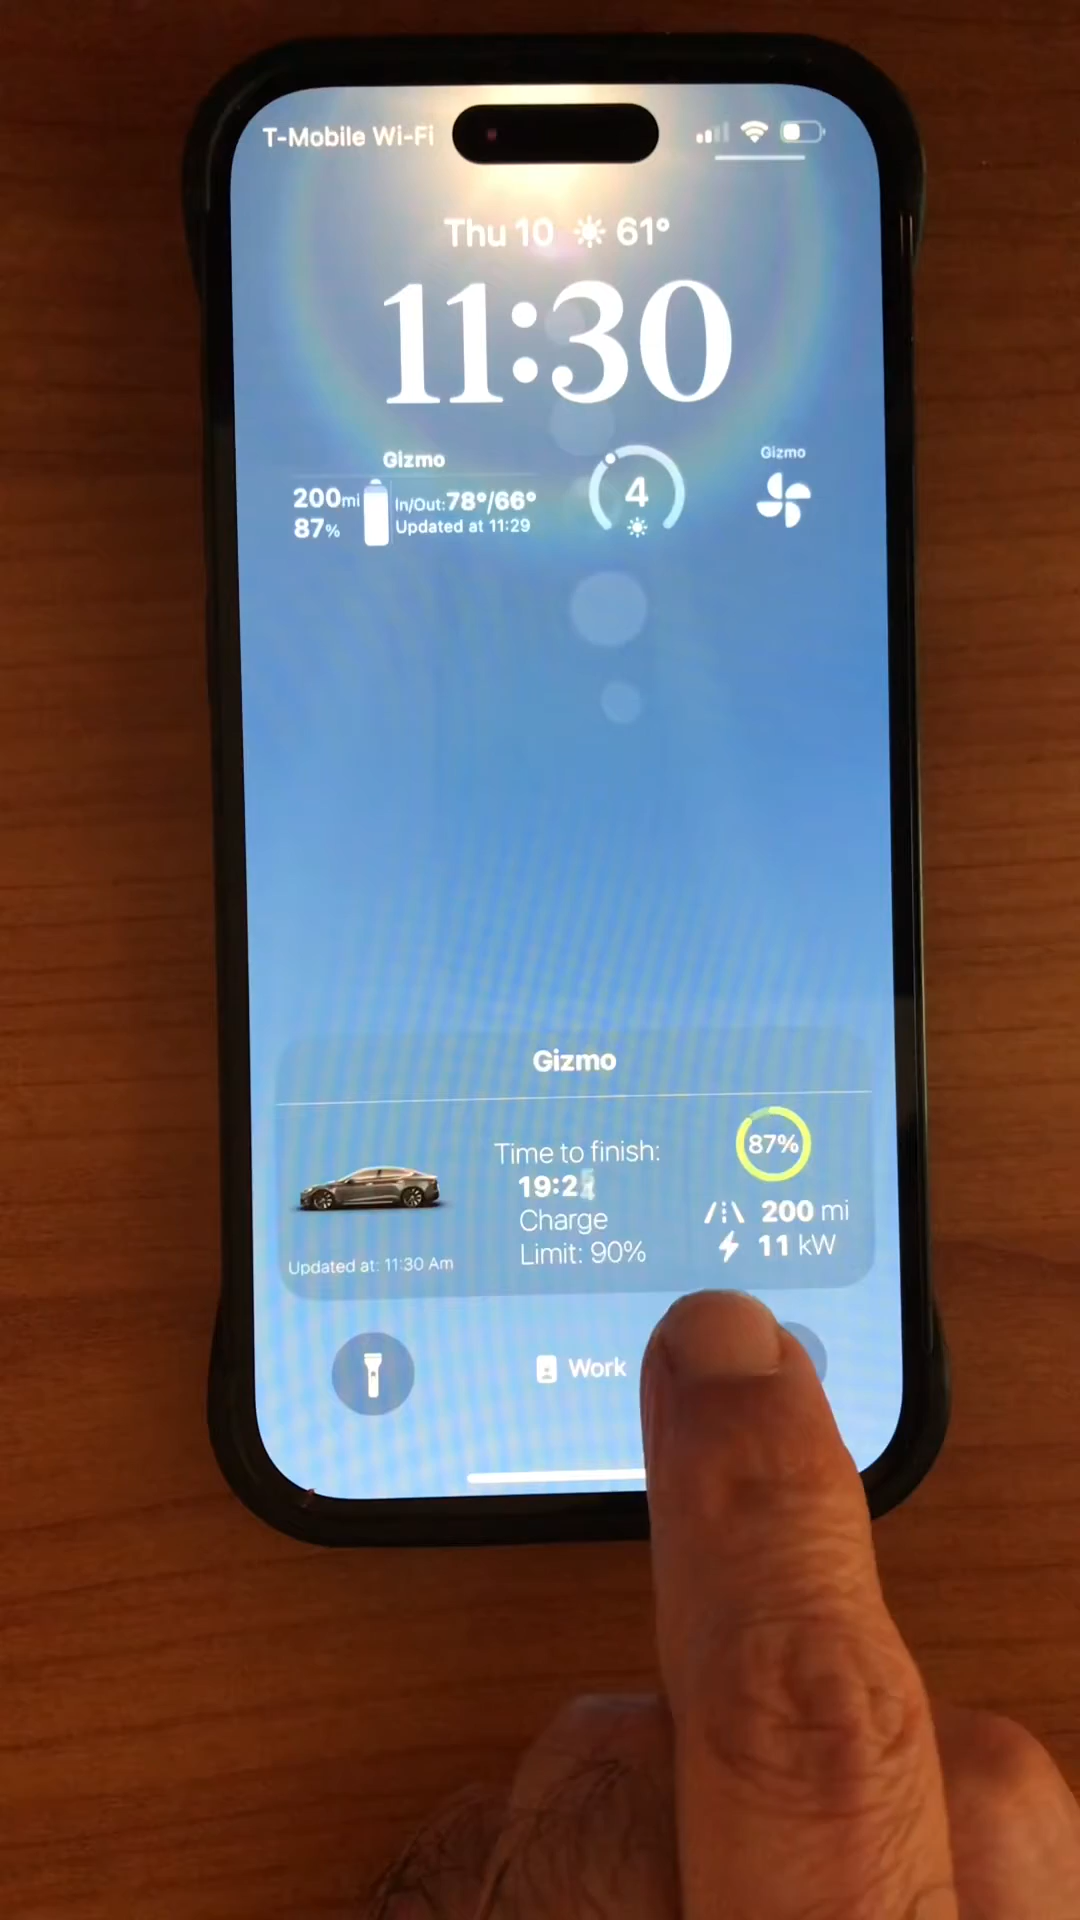 T-Mobile Wi-Fi
Thu 10 61°
11:30
Gizmo
200mi
87%
In/Out:78°/66°
Updated at 11:29
4
Gizmo
Gizmo
Time to finish:
Charge
Limit: 90%
87%
200 mi
11 kW
Updated at: 11:30 Am
Work